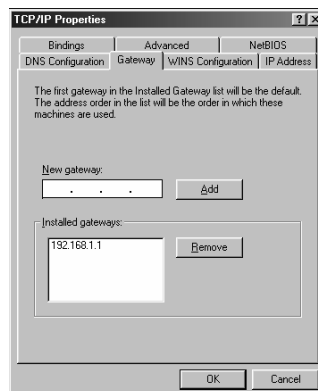 TCP/IP Properties
Bindings Advanced NetBIOS
DNS Configuration Gateway WINS Configuration IP Address
The first gateway in the Installed Gateway list will be the default.
The address order in the list will be the order in which these
machines are used.
New gateway:
. . . Add
Installed gateways:
192.168.1.1 Remove
OK Cancel